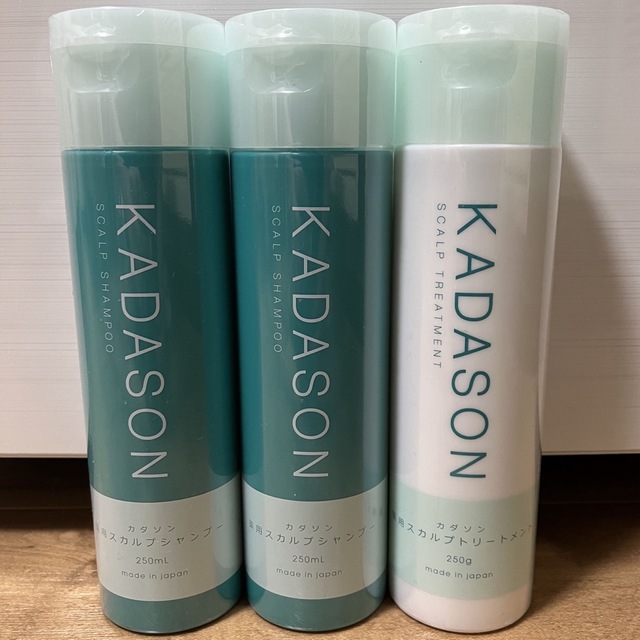 KADASON
SCALP SHAMPOO
カダソン
薬用スカルプシャンプー
250mL
made in japan
KADASON
SCALP SHAMPOO
カダソン
薬用スカルプシャンプー
250mL
made in japan
KADASON
SCALP TREATMENT
カダソン
薬用スカルプトリートメント
250g
made in japan